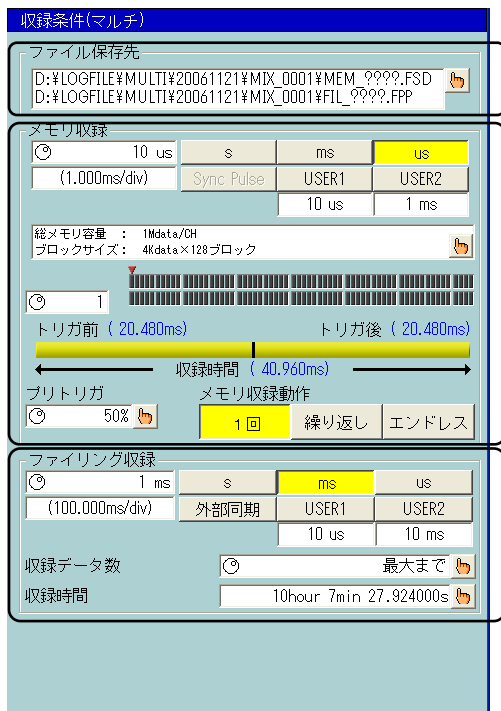 収録条件(マルチ)
ファイル保存先
D:¥LOGFILE¥MULTI¥20061121¥MIX_0001¥MEM_????.FSD
D:¥LOGFILE¥MULTI¥20061121¥MIX_0001¥FIL_????.FPP
メモリ収録
10 us s ms us
(1.000ms/div) Sync Pulse USER1 USER2
10 us 1 ms
総メモリ容量 : 1Mdata/CH
ブロックサイズ: 4Kdata×128ブロック
1
トリガ前 ( 20.480ms) トリガ後 ( 20.480ms)
収録時間 ( 40.960ms)
プリトリガ メモリ収録動作
50% 1回 繰り返し エンドレス
ファイリング収録
1 ms s ms us
(100.000ms/div) 外部同期 USER1 USER2
10 us 10 ms
収録データ数 最大まで
収録時間 10hour 7min 27.924000s